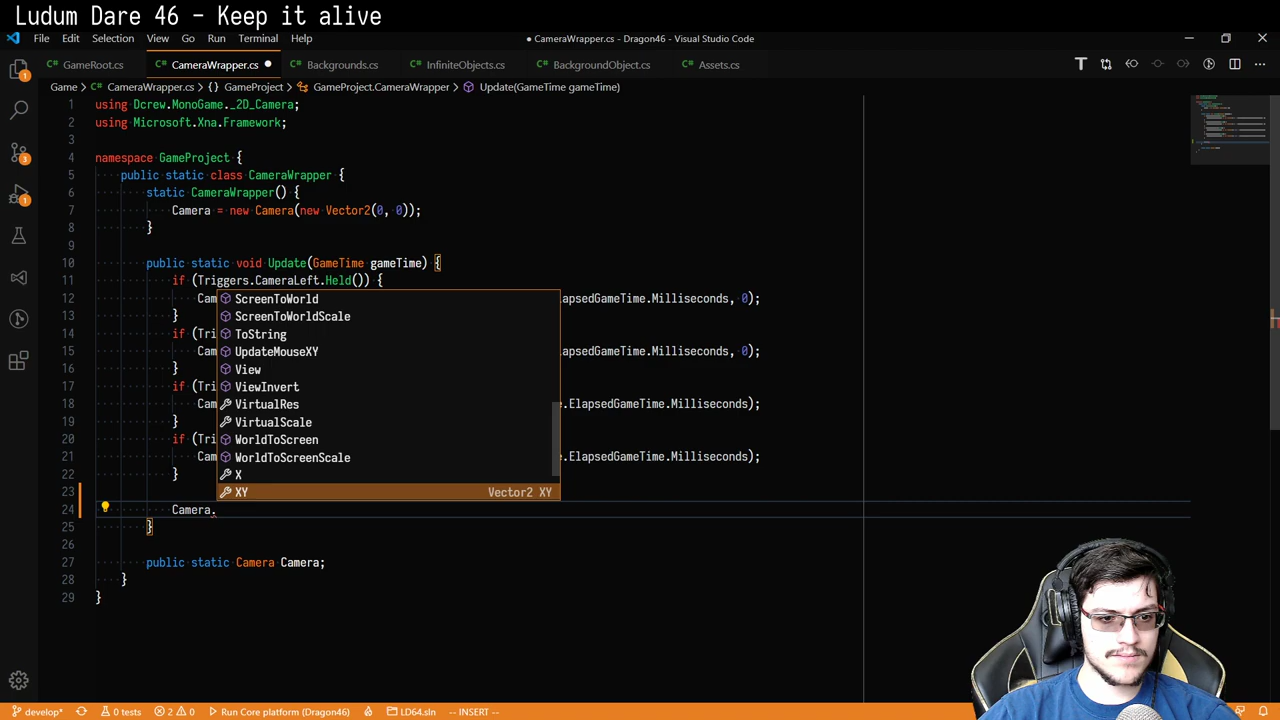 Ludum Dare 46 - Keep it alive
File Edit Selection View Go Run Terminal Help
● CameraWrapper.cs - Dragon46 - Visual Studio Code
GameRoot.cs CameraWrapper.cs ● Backgrounds.cs InfiniteObjects.cs BackgroundObject.cs Assets.cs
Game > CameraWrapper.cs > {} GameProject > GameProject.CameraWrapper > Update(GameTime gameTime)
1 using Dcrew.MonoGame._2D_Camera;
2 using Microsoft.Xna.Framework;
3
4 namespace GameProject {
5 public static class CameraWrapper {
6 static CameraWrapper() {
7 Camera = new Camera(new Vector2(0, 0));
8 }
9
10 public static void Update(GameTime gameTime) {
11 if (Triggers.CameraLeft.Held()) {
12 Cam ScreenToWorld lapsedGameTime.Milliseconds, 0);
13 } ScreenToWorldScale
14 if (Tri ToString
15 Cam UpdateMouseXY lapsedGameTime.Milliseconds, 0);
16 } View
17 if (Tri ViewInvert
18 Cam VirtualRes e.ElapsedGameTime.Milliseconds);
19 } VirtualScale
20 if (Tri WorldToScreen
21 Cam WorldToScreenScale e.ElapsedGameTime.Milliseconds);
22 } X
23 XY Vector2 XY
24 Camera.
25 }
26
27 public static Camera Camera;
28 }
29 }
develop* 0 tests 2 0 Run Core platform (Dragon46) LD64.sln -- INSERT --